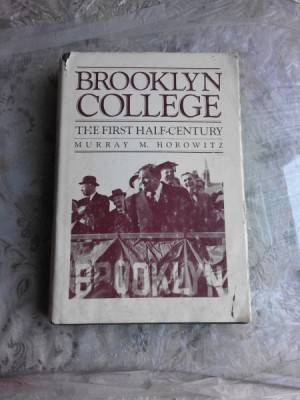 BROOKLYN
COLLEGE
THE FIRST HALF-CENTURY
MURRAY M. HOROWITZ
BROOKLYN